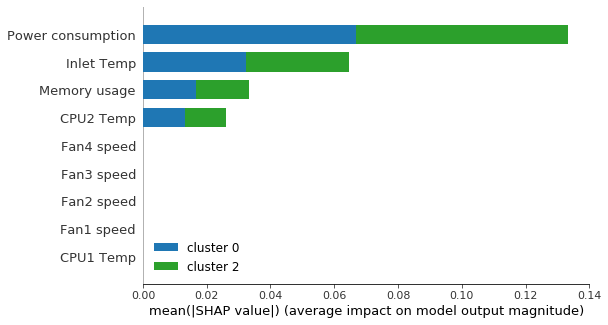 Power consumption
Inlet Temp
Memory usage
CPU2 Temp
Fan4 speed
Fan3 speed
Fan2 speed
Fan1 speed
CPU1 Temp
cluster 0
cluster 2
0.00 0.02 0.04 0.06 0.08 0.10 0.12 0.14
mean(|SHAP value|) (average impact on model output magnitude)